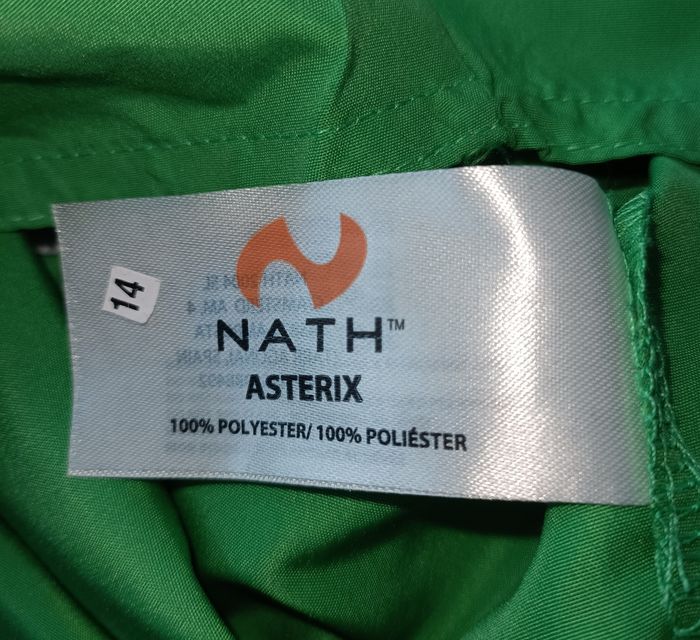 14
NATH™
ASTERIX
100% POLYESTER/ 100% POLIÉSTER